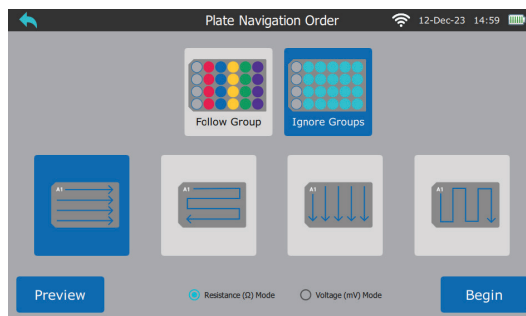 Plate Navigation Order
12-Dec-23 14:59
Follow Group
Ignore Groups
A1
A1
A1
A1
Preview
Resistance (Ω) Mode
Voltage (mV) Mode
Begin